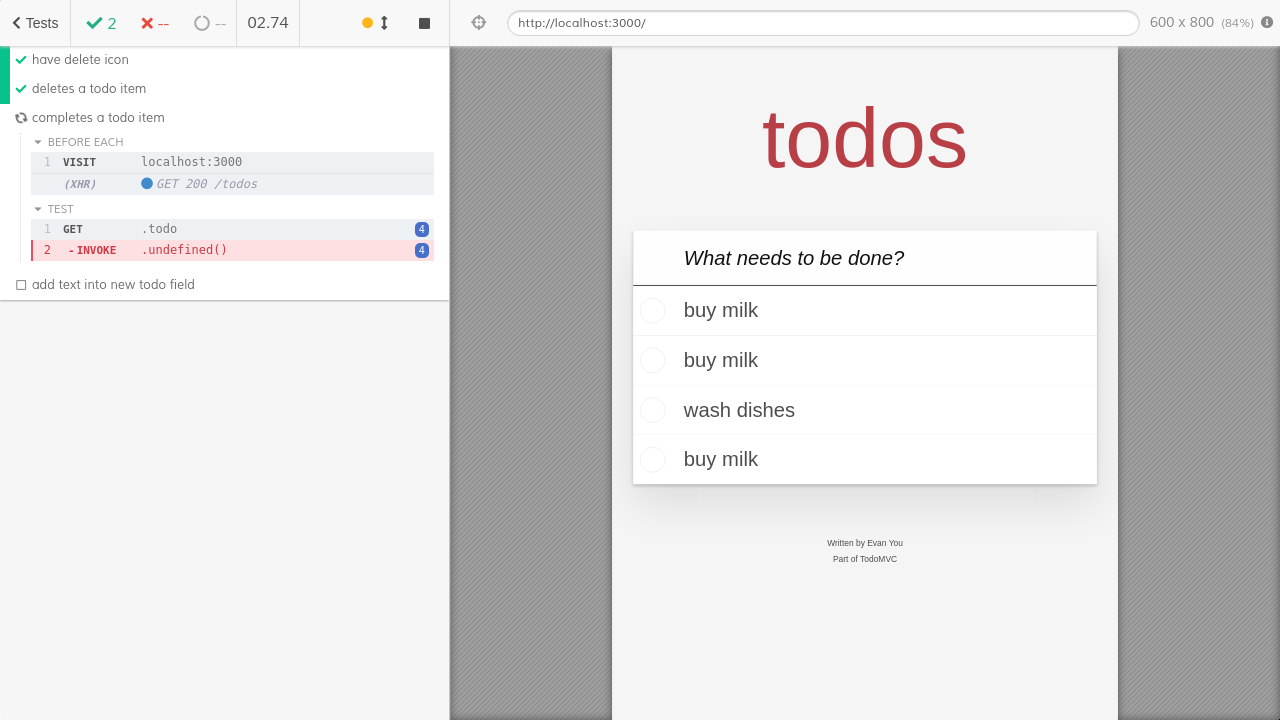 Tests 2 -- -- 02.74
http://localhost:3000/ 600 x 800 (84%)
have delete icon
deletes a todo item
completes a todo item
BEFORE EACH
1 VISIT localhost:3000
(XHR) GET 200 /todos
TEST
1 GET .todo 4
2 -INVOKE .undefined() 4
add text into new todo field
todos
What needs to be done?
buy milk
buy milk
wash dishes
buy milk
Written by Evan You
Part of TodoMVC